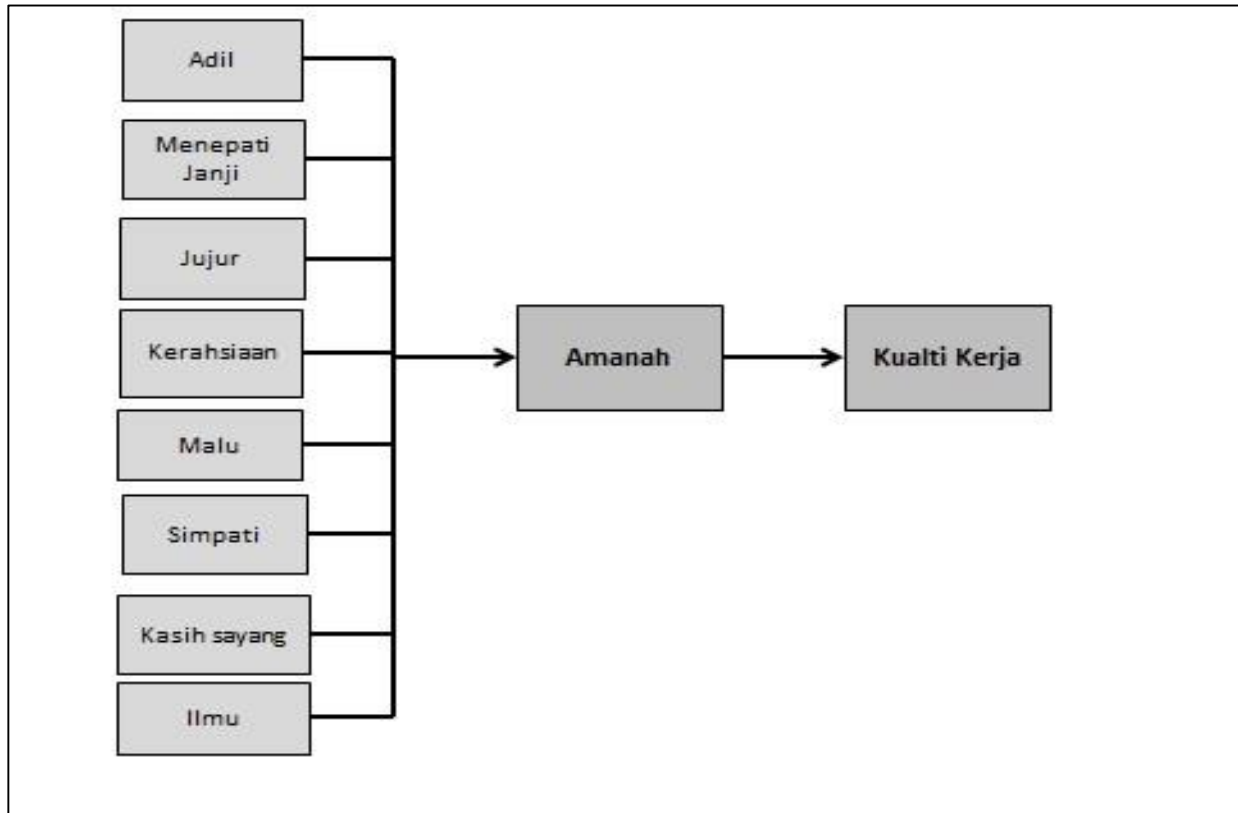 Adil
Menepati
Janji
Jujur
Kerahsiaan
Malu
Simpati
Kasih sayang
Ilmu
Amanah
Kualti Kerja